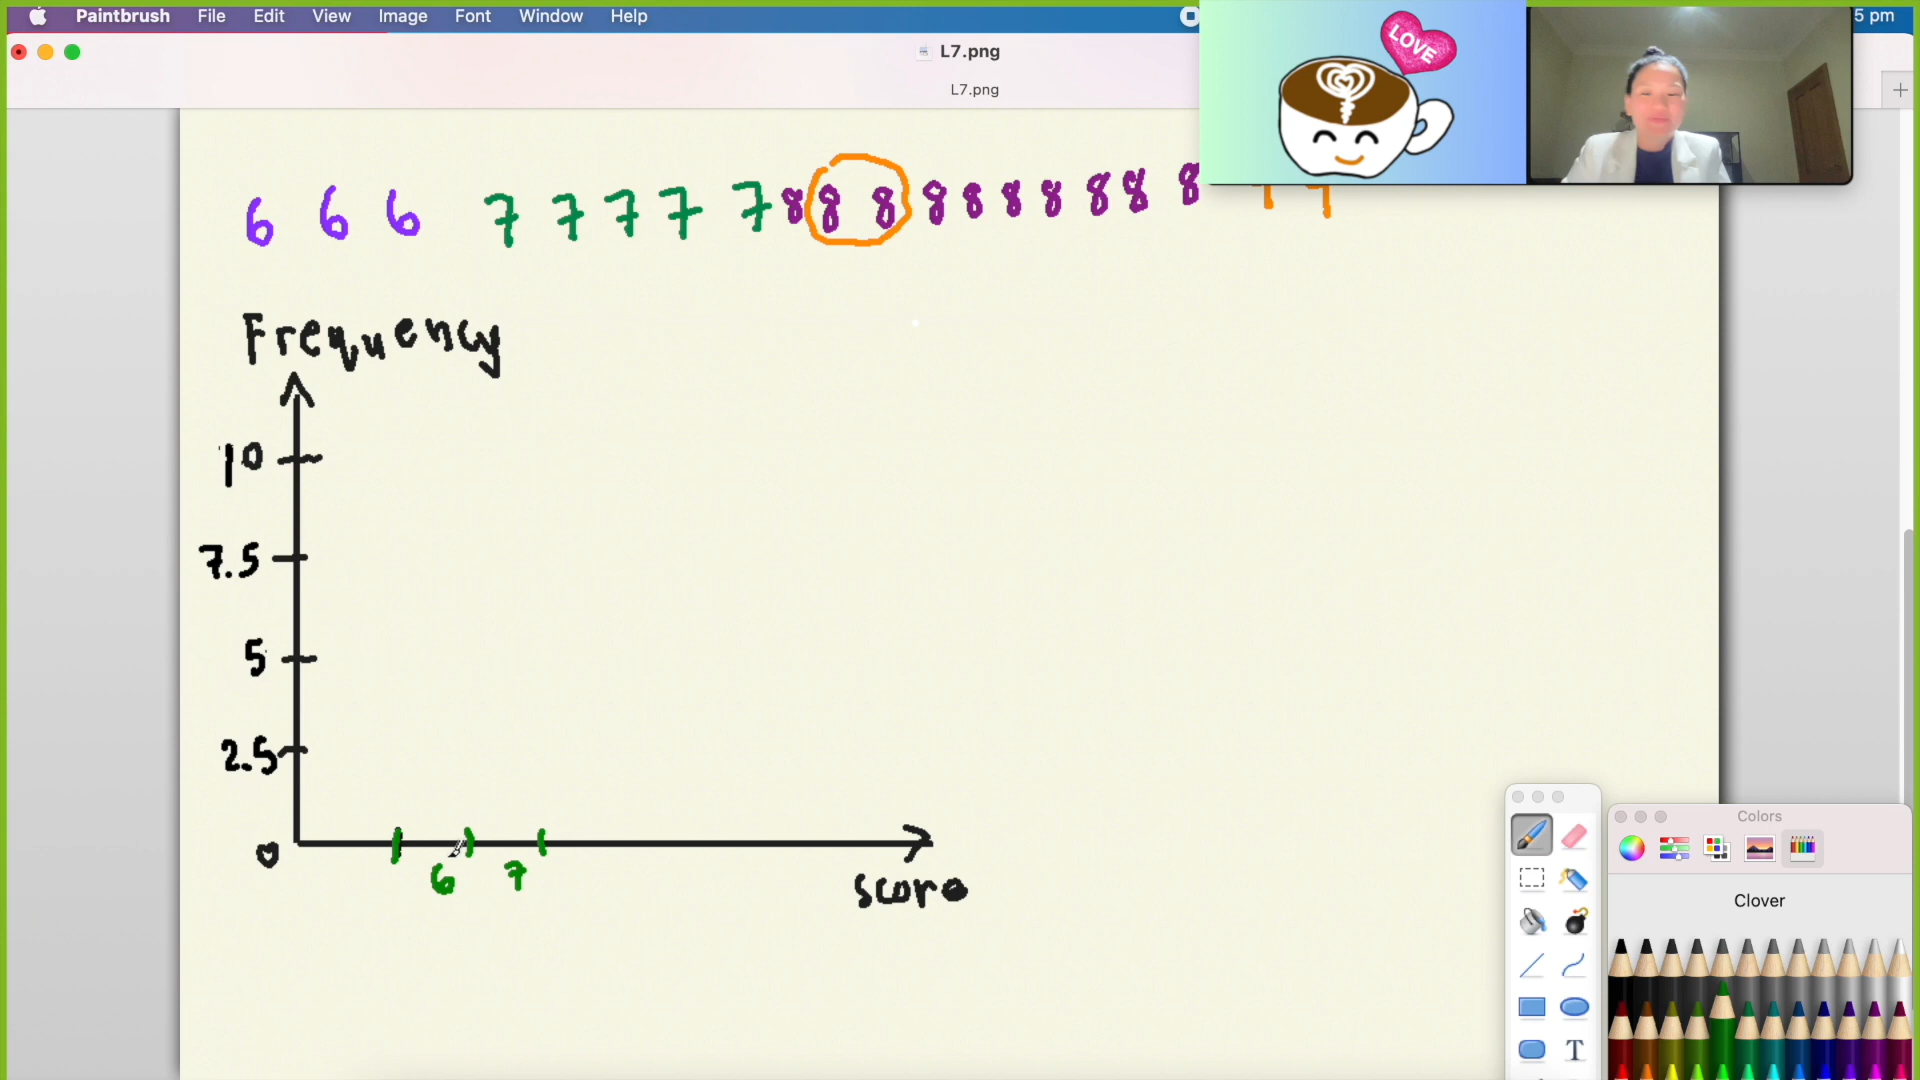 Paintbrush File Edit View Image Font Window Help
5 pm
L7.png
L7.png
LOVE
6 6 6 7 7 7 7 7 8 8 8 8 8 8 8 8 8 8
Frequency
10
7.5
5
2.5
0
6 7
score
Colors
Clover
T